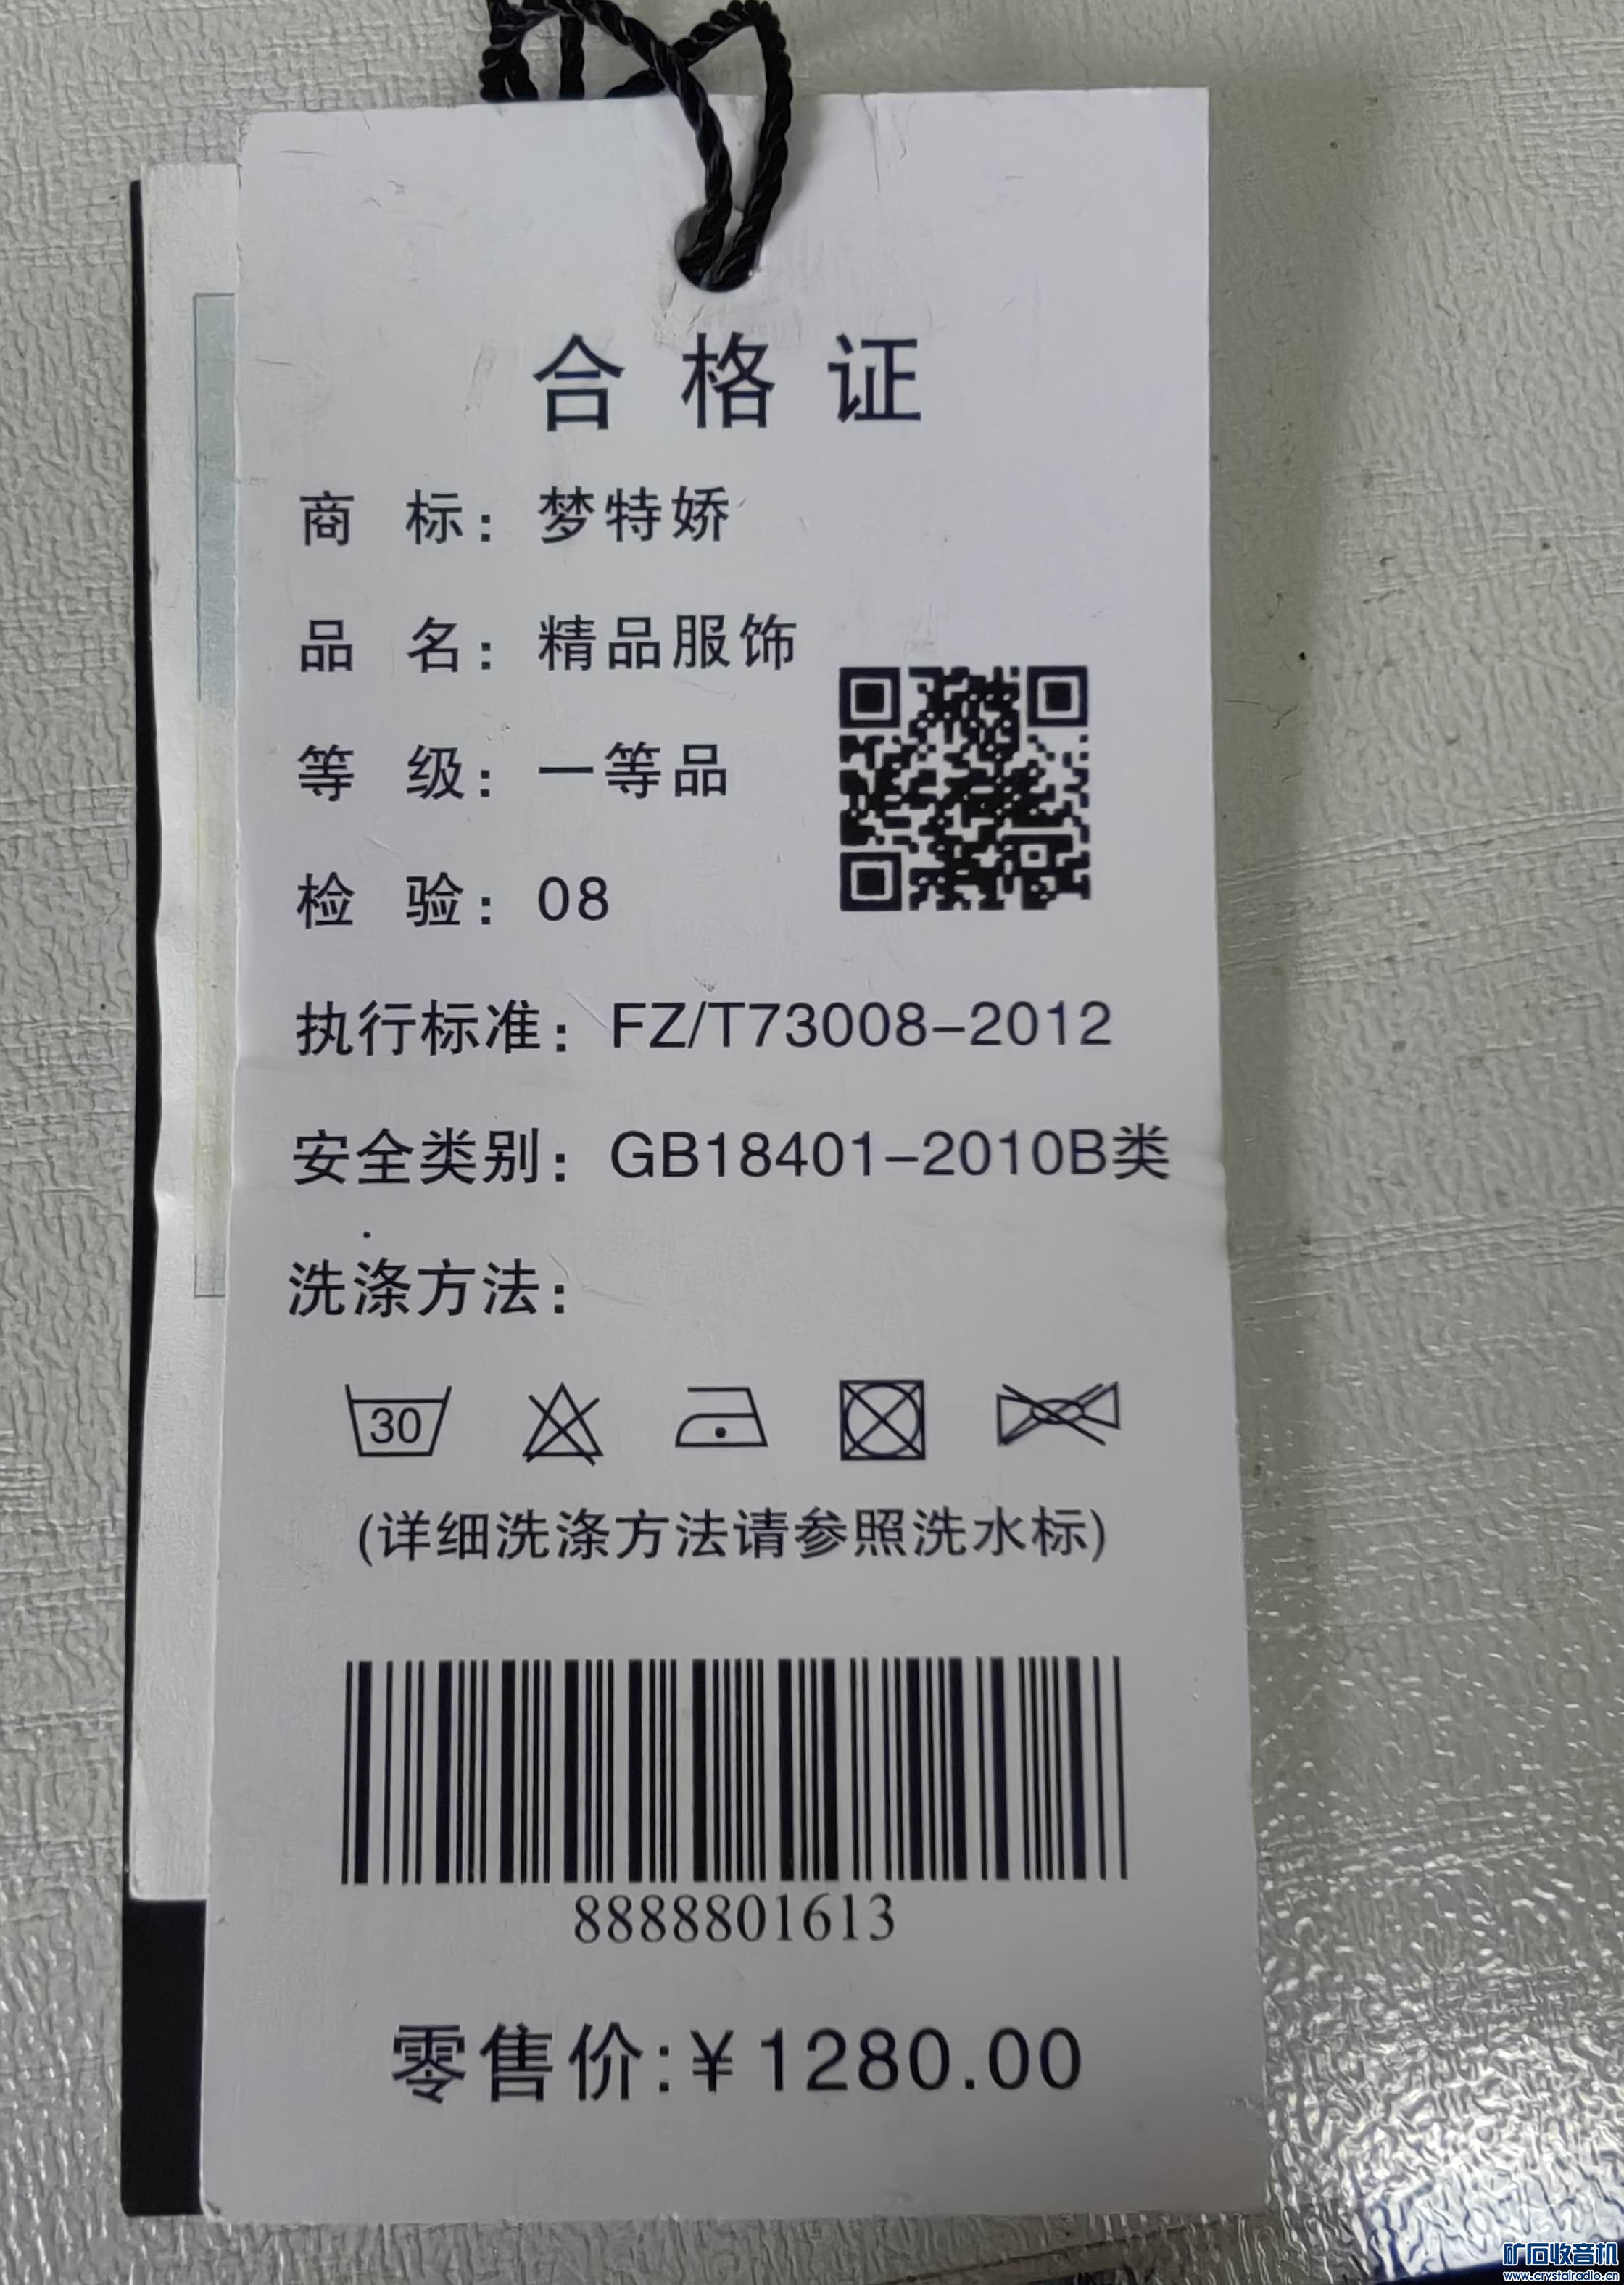 合格证
商 标：梦特娇
品 名：精品服饰
等 级：一等品
检 验：08
执行标准：FZ/T73008-2012
安全类别：GB18401-2010B类
洗涤方法：
30
(详细洗涤方法请参照洗水标)
8888801613
零售价:￥1280.00
矿石收音机
www.crystalradio.cn